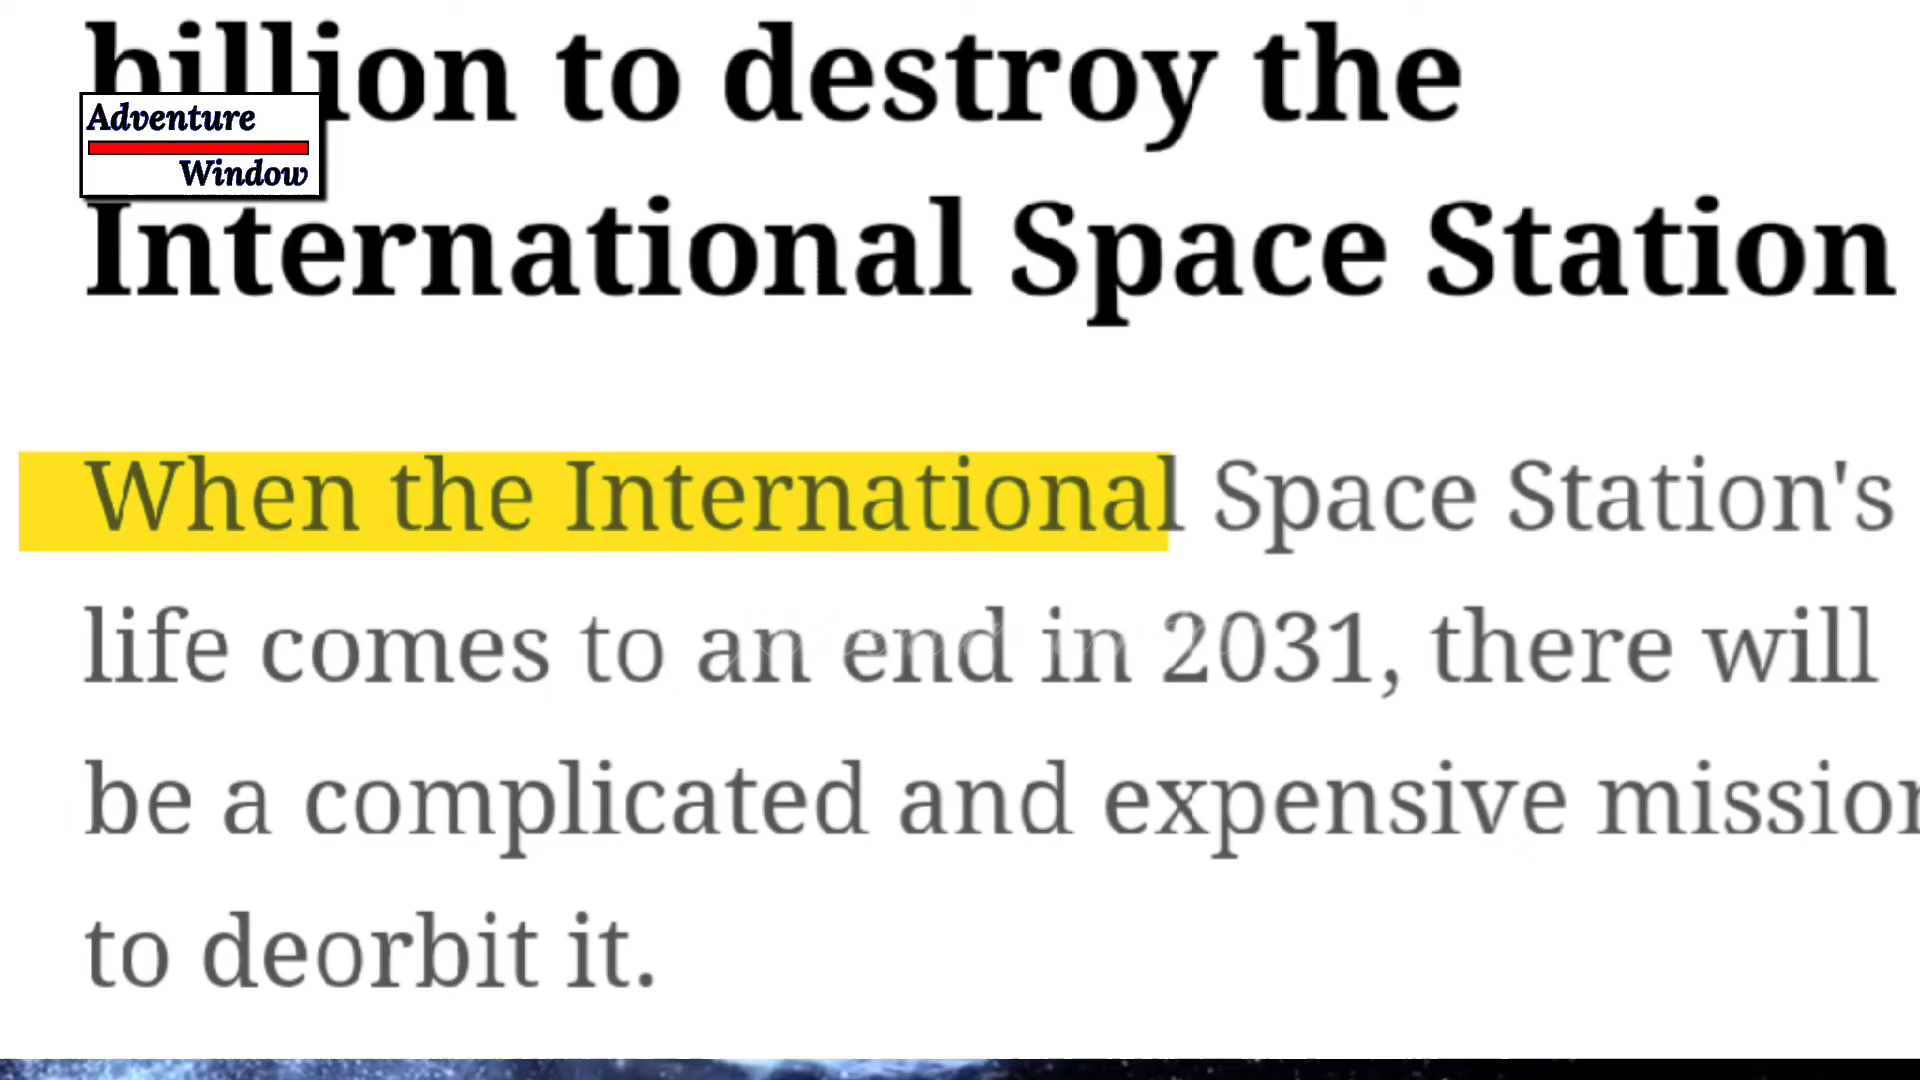 billion to destroy the
Adventure
Window
International Space Station
When the International Space Station's
life comes to an end in 2031, there will
be a complicated and expensive mission
to deorbit it.